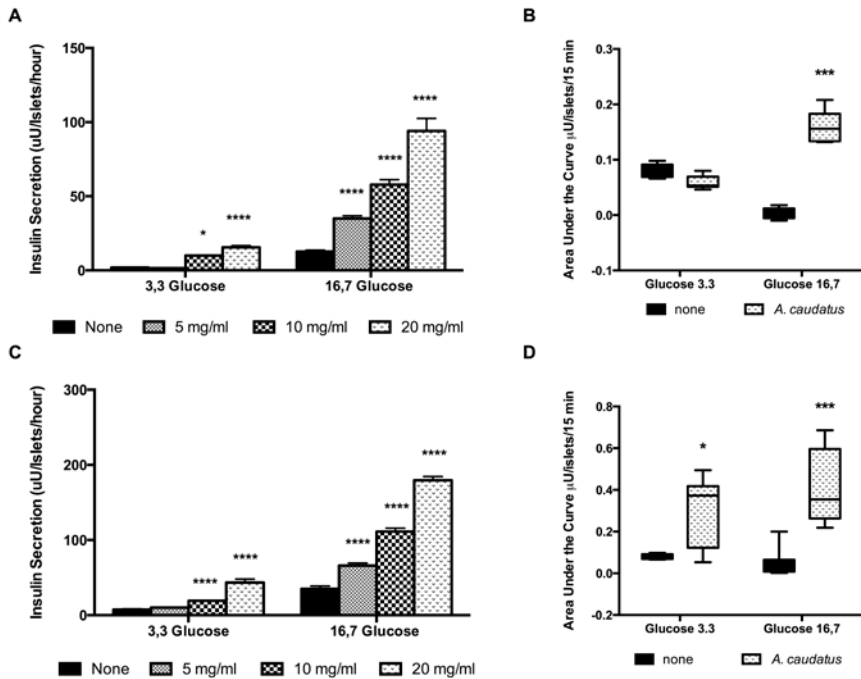 A
Insulin Secretion (uU/Islets/hour)
150
100
50
0
*
****
****
****
****
3,3 Glucose
16,7 Glucose
None
5 mg/ml
10 mg/ml
20 mg/ml
B
Area Under the Curve μU/islets/15 min
0.3
0.2
0.1
0.0
-0.1
***
Glucose 3.3
Glucose 16,7
none
A. caudatus
C
Insulin Secretion (uU/Islets/hour)
300
200
100
0
****
****
****
****
****
3,3 Glucose
16,7 Glucose
None
5 mg/ml
10 mg/ml
20 mg/ml
D
Area Under the Curve μU/islets/15 min
0.8
0.6
0.4
0.2
0.0
-0.2
*
***
Glucose 3.3
Glucose 16,7
none
A. caudatus